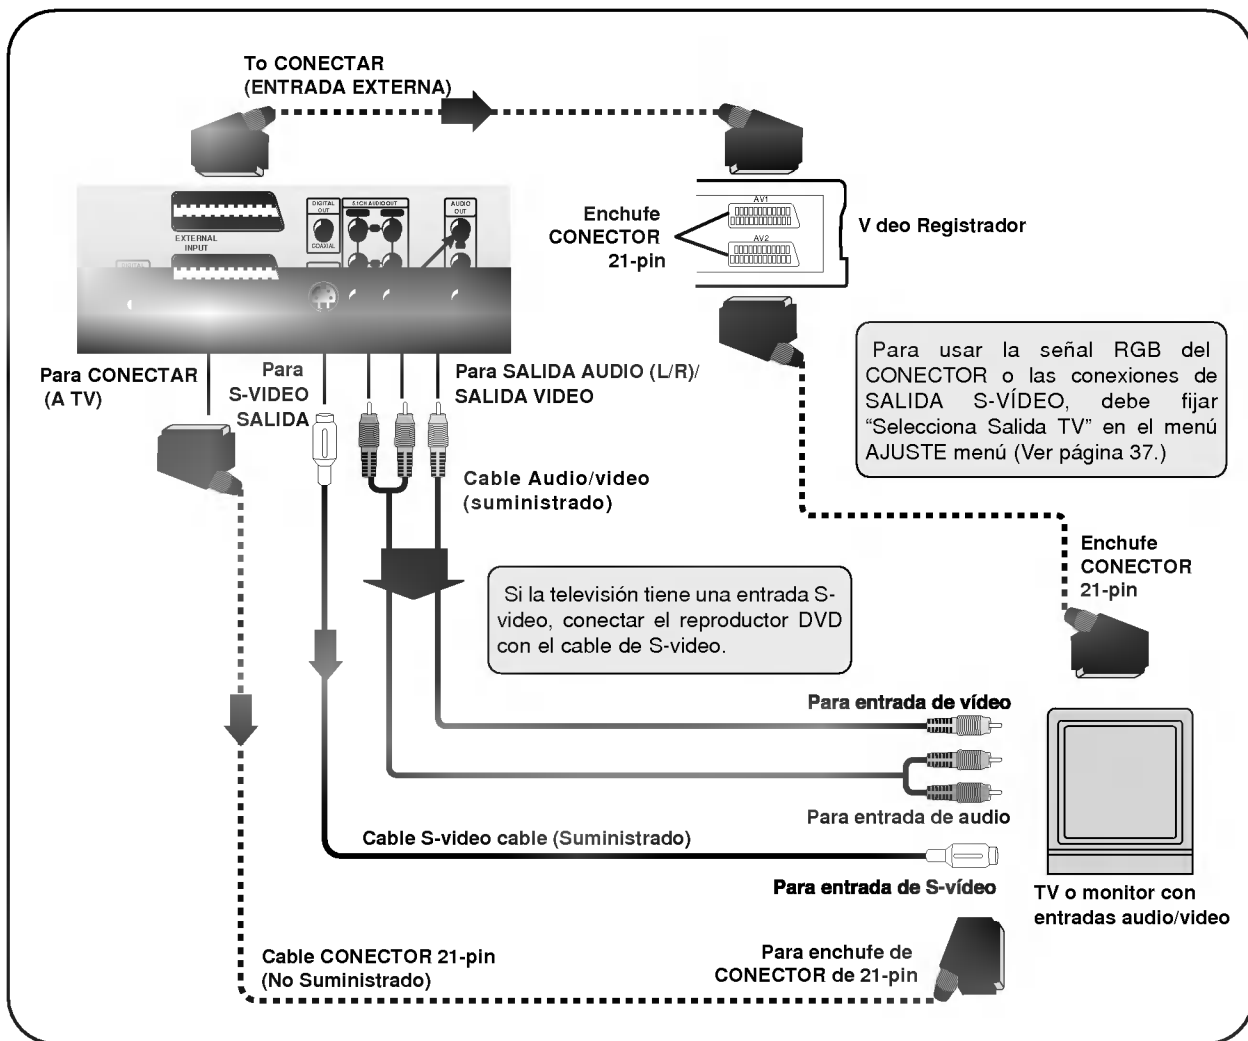 To CONECTAR
(ENTRADA EXTERNA)
DIGITAL
OUT
COAXIAL
5.1CH AUDIO OUT
AUDIO
OUT
EXTERNAL
INPUT
DIGITAL
AV1
AV2
Enchufe
CONECTOR
21-pin
V deo Registrador
Para CONECTAR
(A TV)
Para
S-VIDEO
SALIDA
Para SALIDA AUDIO (L/R)/
SALIDA VIDEO
Cable Audio/video
(suministrado)
Para usar la señal RGB del
CONECTOR o las conexiones de
SALIDA S-VÍDEO, debe fijar
“Selecciona Salida TV” en el menú
AJUSTE menú (Ver página 37.)
Enchufe
CONECTOR
21-pin
Si la televisión tiene una entrada S-
video, conectar el reproductor DVD
con el cable de S-video.
Para entrada de vídeo
Para entrada de audio
Cable S-video cable (Suministrado)
Para entrada de S-vídeo
TV o monitor con
entradas audio/video
Cable CONECTOR 21-pin
(No Suministrado)
Para enchufe de
CONECTOR de 21-pin